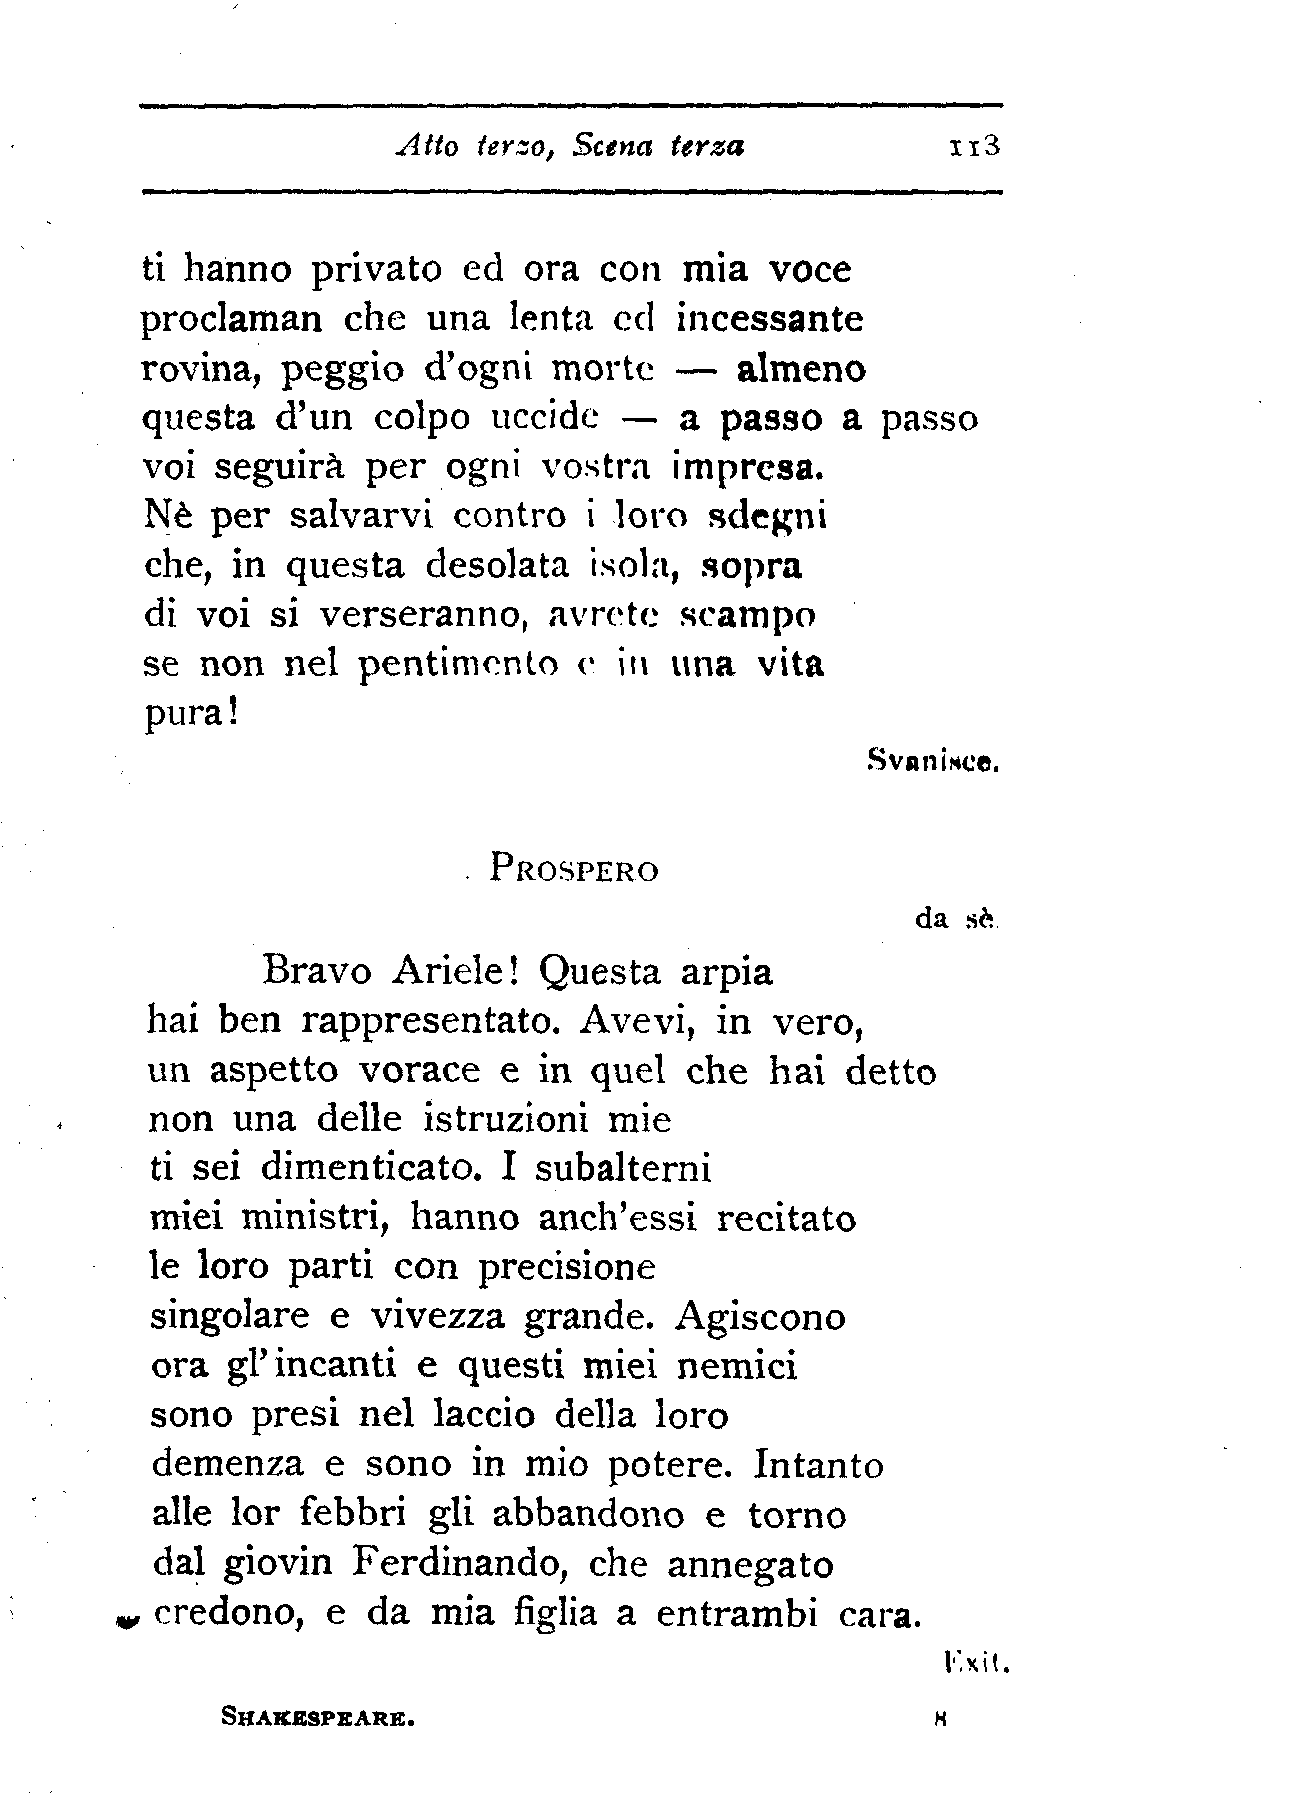 Atto terzo, Scena terza 113
ti hanno privato ed ora con mia voce
proclaman che una lenta ed incessante
rovina, peggio d'ogni morte — almeno
questa d'un colpo uccide — a passo a passo
voi seguirà per ogni vostra impresa.
Nè per salvarvi contro i loro sdegni
che, in questa desolata isola, sopra
di voi si verseranno, avrete scampo
se non nel pentimento e in una vita
pura!
Svanisce.
PROSPERO
da sè.
Bravo Ariele! Questa arpia
hai ben rappresentato. Avevi, in vero,
un aspetto vorace e in quel che hai detto
non una delle istruzioni mie
ti sei dimenticato. I subalterni
miei ministri, hanno anch'essi recitato
le loro parti con precisione
singolare e vivezza grande. Agiscono
ora gl'incanti e questi miei nemici
sono presi nel laccio della loro
demenza e sono in mio potere. Intanto
alle lor febbri gli abbandono e torno
dal giovin Ferdinando, che annegato
credono, e da mia figlia a entrambi cara.
Exit.
SHAKESPEARE. 8